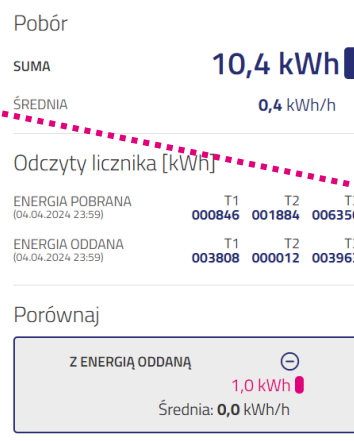 Pobór
SUMA 10,4 kWh
ŚREDNIA 0,4 kWh/h
Odczyty licznika [kWh]
ENERGIA POBRANA T1 T2
(04.04.2024 23:59) 000846 001884
ENERGIA ODDANA T1 T2
(04.04.2024 23:59) 003808 000012
Porównaj
Z ENERGIĄ ODDANĄ
1,0 kWh
Średnia: 0,0 kWh/h